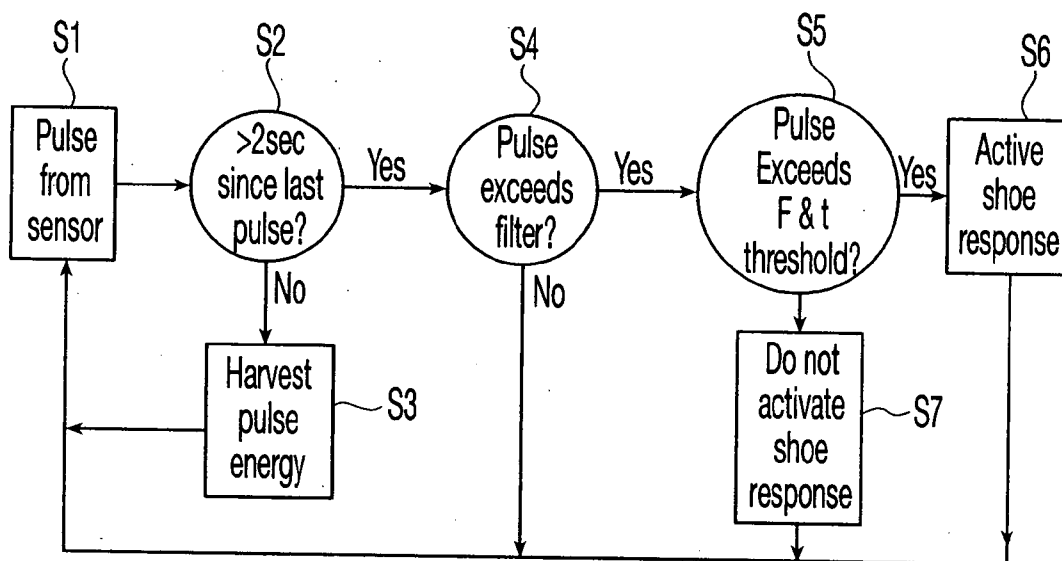 S1
Pulse
from
sensor
S2
>2sec
since last
pulse?
Yes
No
Harvest
pulse
energy
S3
S4
Pulse
exceeds
filter?
Yes
No
S5
Pulse
Exceeds
F & t
threshold?
Yes
S6
Active
shoe
response
Do not
activate
shoe
response
S7